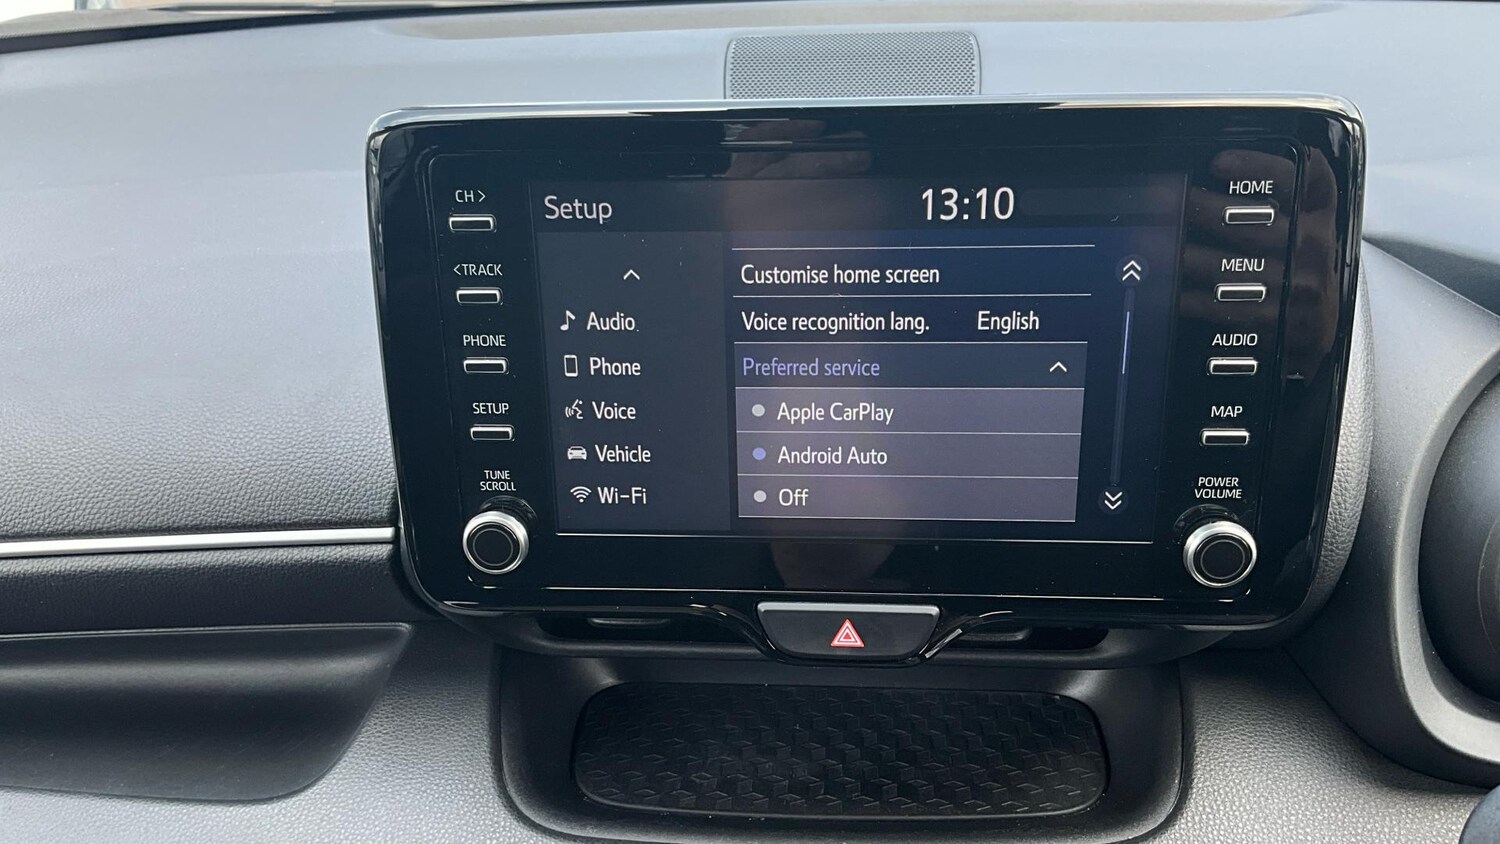 CH >
<TRACK
PHONE
SETUP
TUNE
SCROLL
Setup
13:10
Audio
Phone
Voice
Vehicle
Wi-Fi
Customise home screen
Voice recognition lang. English
Preferred service
Apple CarPlay
Android Auto
Off
HOME
MENU
AUDIO
MAP
POWER
VOLUME